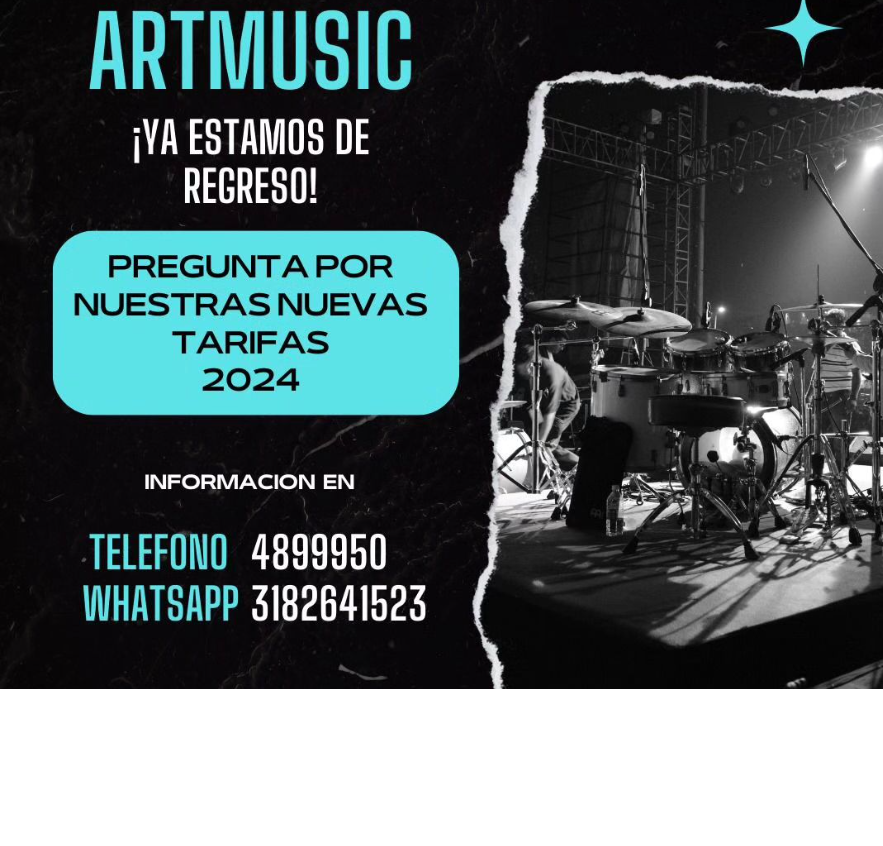 ARTMUSIC
¡YA ESTAMOS DE
REGRESO!
PREGUNTA POR
NUESTRAS NUEVAS
TARIFAS
2024
INFORMACION EN
TELEFONO 4899950
WHATSAPP 3182641523